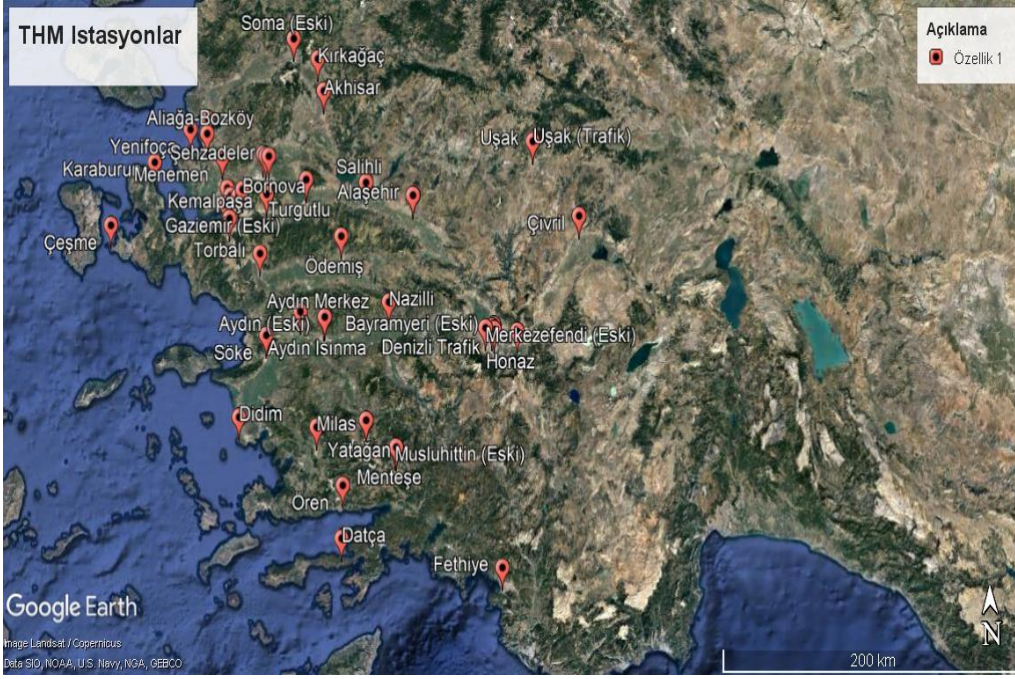 THM Istasyonlar
Açıklama
Özellik 1
Soma (Eski)
Kırkağaç
Akhisar
Aliağa-Bozköy
Yenifoça
Şehzadeler
Uşak
Uşak (Trafik)
Karaburu
Menemen
Salihli
Bornova
Alaşehir
Kemalpaşa
Turgutlu
Gaziemir (Eski)
Çivril
Çeşme
Torbalı
Ödemiş
Aydın Merkez
Nazilli
Aydın (Eski)
Bayramyeri (Eski)
Merkezefendi (Eski)
Söke
Aydın Isınma
Denizli Trafik
Honaz
Didim
Milas
Yatağan
Musluhittin (Eski)
Menteşe
Ören
Datça
Fethiye
Google Earth
Image Landsat / Copernicus
Data SIO, NOAA, U.S. Navy, NGA, GEBCO
N
200 km